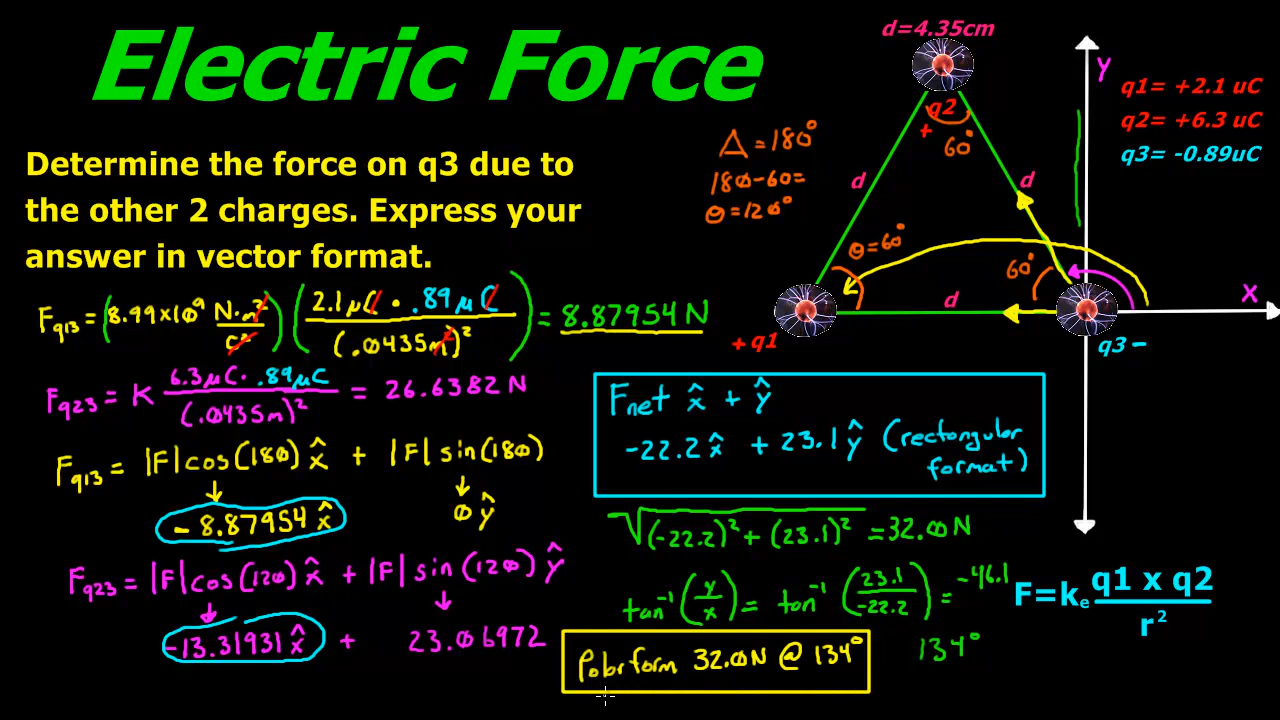 Electric Force
Determine the force on q3 due to
the other 2 charges. Express your
answer in vector format.
d=4.35cm
q2
+
60°
Δ = 180°
180-60=
θ=120°
d
d
θ=60°
60°
d
+ q1
q3 -
y
x
q1= +2.1 uC
q2= +6.3 uC
q3= -0.89uC
Fq13 = (8.99×10⁹ N·m²/C²) (2.1μC · .89μC / (.0435m)²) = 8.87954 N
Fq23 = K 6.3μC · .89μC / (.0435m)² = 26.6382 N
Fq13 = |F|cos(180) x̂ + |F|sin(180)
-8.87954 x̂
0 ŷ
Fq23 = |F|cos(120) x̂ + |F|sin(120) ŷ
-13.31931 x̂ + 23.06972
Fnet x̂ + ŷ
-22.2 x̂ + 23.1 ŷ (rectangular
format)
√(-22.2)² + (23.1)² = 32.0N
tan⁻¹(y/x) = tan⁻¹(23.1/-22.2) = -46.1
134°
Polar form 32.0N @ 134°
F=kₑ q1 x q2 / r²